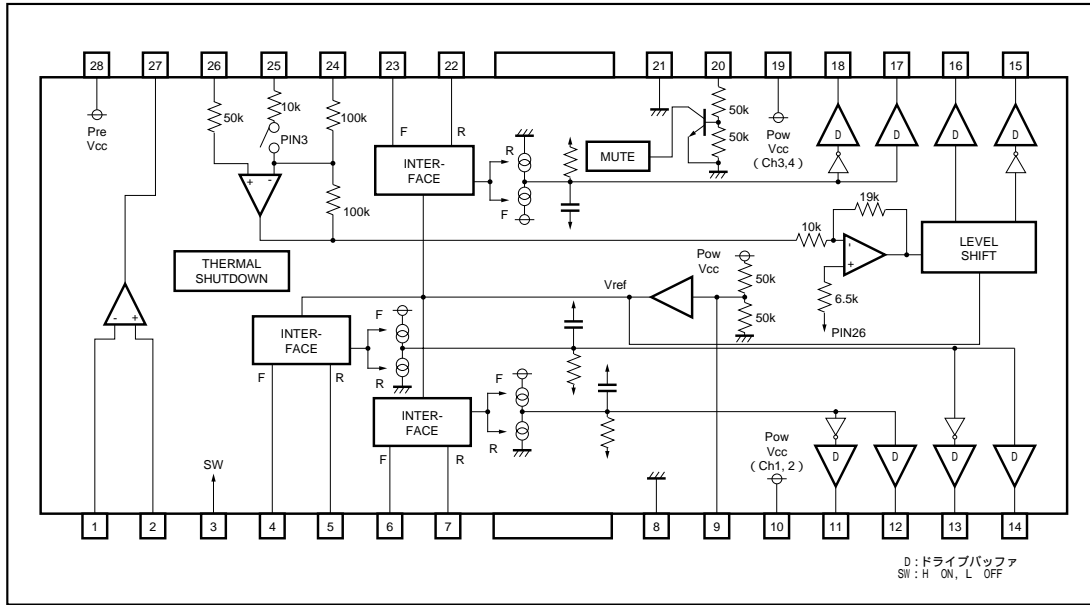 28
27
26
25
24
23
22
21
20
19
18
17
16
15
Pre
Vcc
50k
10k
PIN3
100k
100k
F
R
INTER-
FACE
R
F
MUTE
50k
50k
Pow
Vcc
(Ch3,4)
D
D
D
D
+
-
THERMAL
SHUTDOWN
10k
19k
-
+
6.5k
PIN26
LEVEL
SHIFT
Vref
Pow
Vcc
50k
50k
-
+
INTER-
FACE
F
R
F
R
INTER-
FACE
F
R
F
R
SW
Pow
Vcc
(Ch1, 2)
D
D
D
D
1
2
3
4
5
6
7
8
9
10
11
12
13
14
D:ドライブバッファ
SW:H ON, L OFF